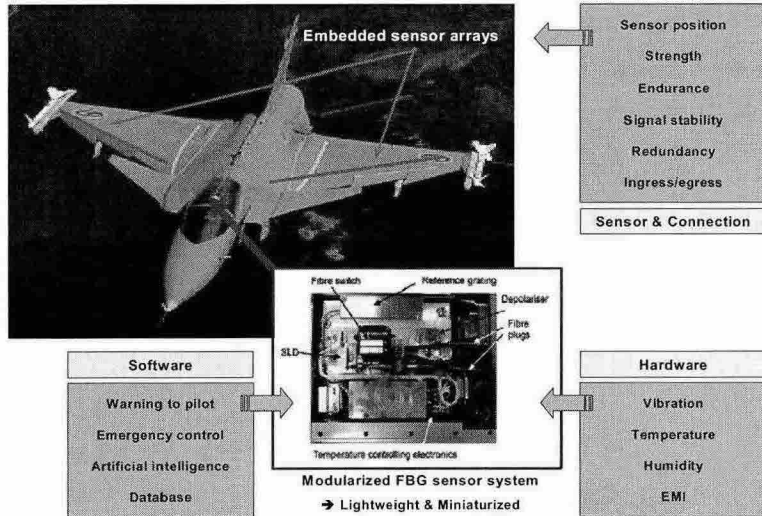 Embedded sensor arrays
Sensor position
Strength
Endurance
Signal stability
Redundancy
Ingress/egress
Sensor & Connection
Fibre switch
Reference grating
Depolariser
Fibre
plugs
SLD
Temperature controlling electronics
Software
Warning to pilot
Emergency control
Artificial intelligence
Database
Hardware
Vibration
Temperature
Humidity
EMI
Modularized FBG sensor system
➔ Lightweight & Miniaturized